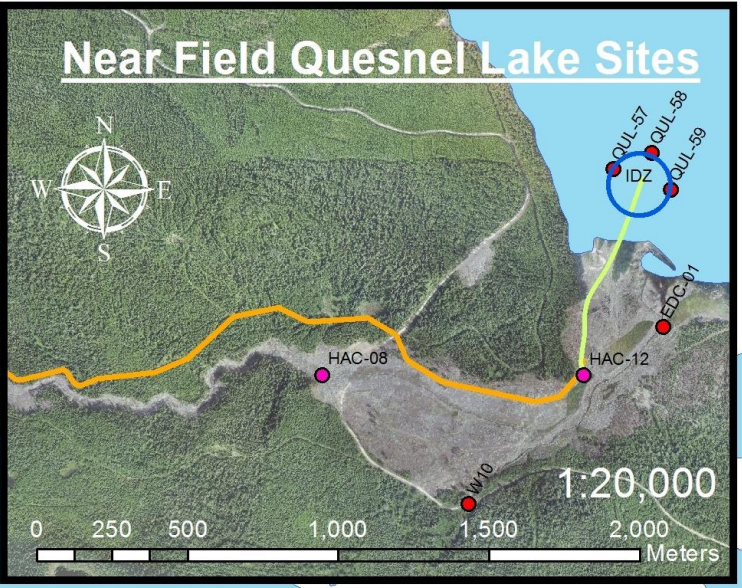 Near Field Quesnel Lake Sites
QUL-57
QUL-58
QUL-59
IDZ
N
W E
S
EDC-01
HAC-08
HAC-12
W10
1:20,000
0 250 500 1,000 1,500 2,000
Meters